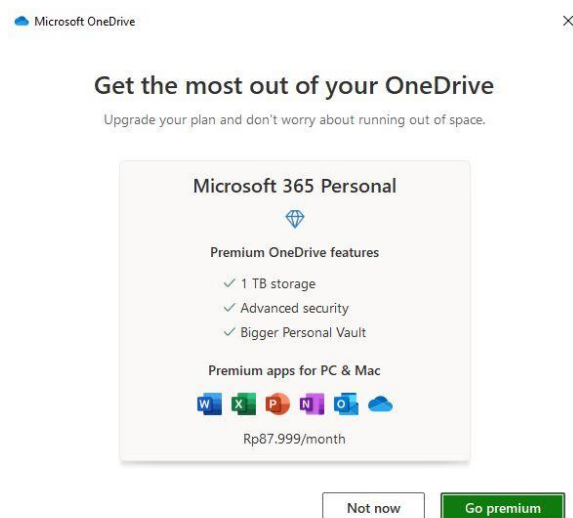 Microsoft OneDrive
Get the most out of your OneDrive
Upgrade your plan and don't worry about running out of space.
Microsoft 365 Personal
Premium OneDrive features
1 TB storage
Advanced security
Bigger Personal Vault
Premium apps for PC & Mac
W X P N O
Rp87.999/month
Not now Go premium